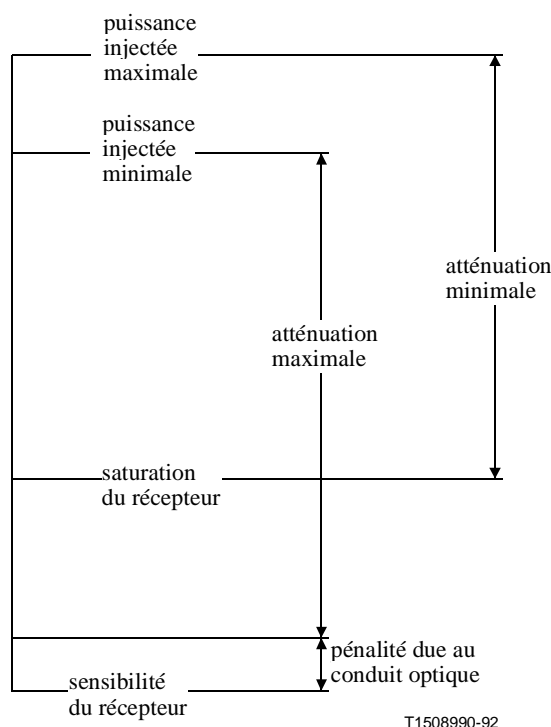 puissance
injectée
maximale
puissance
injectée
minimale
atténuation
minimale
atténuation
maximale
saturation
du récepteur
pénalité due au
conduit optique
sensibilité
du récepteur
T1508990-92